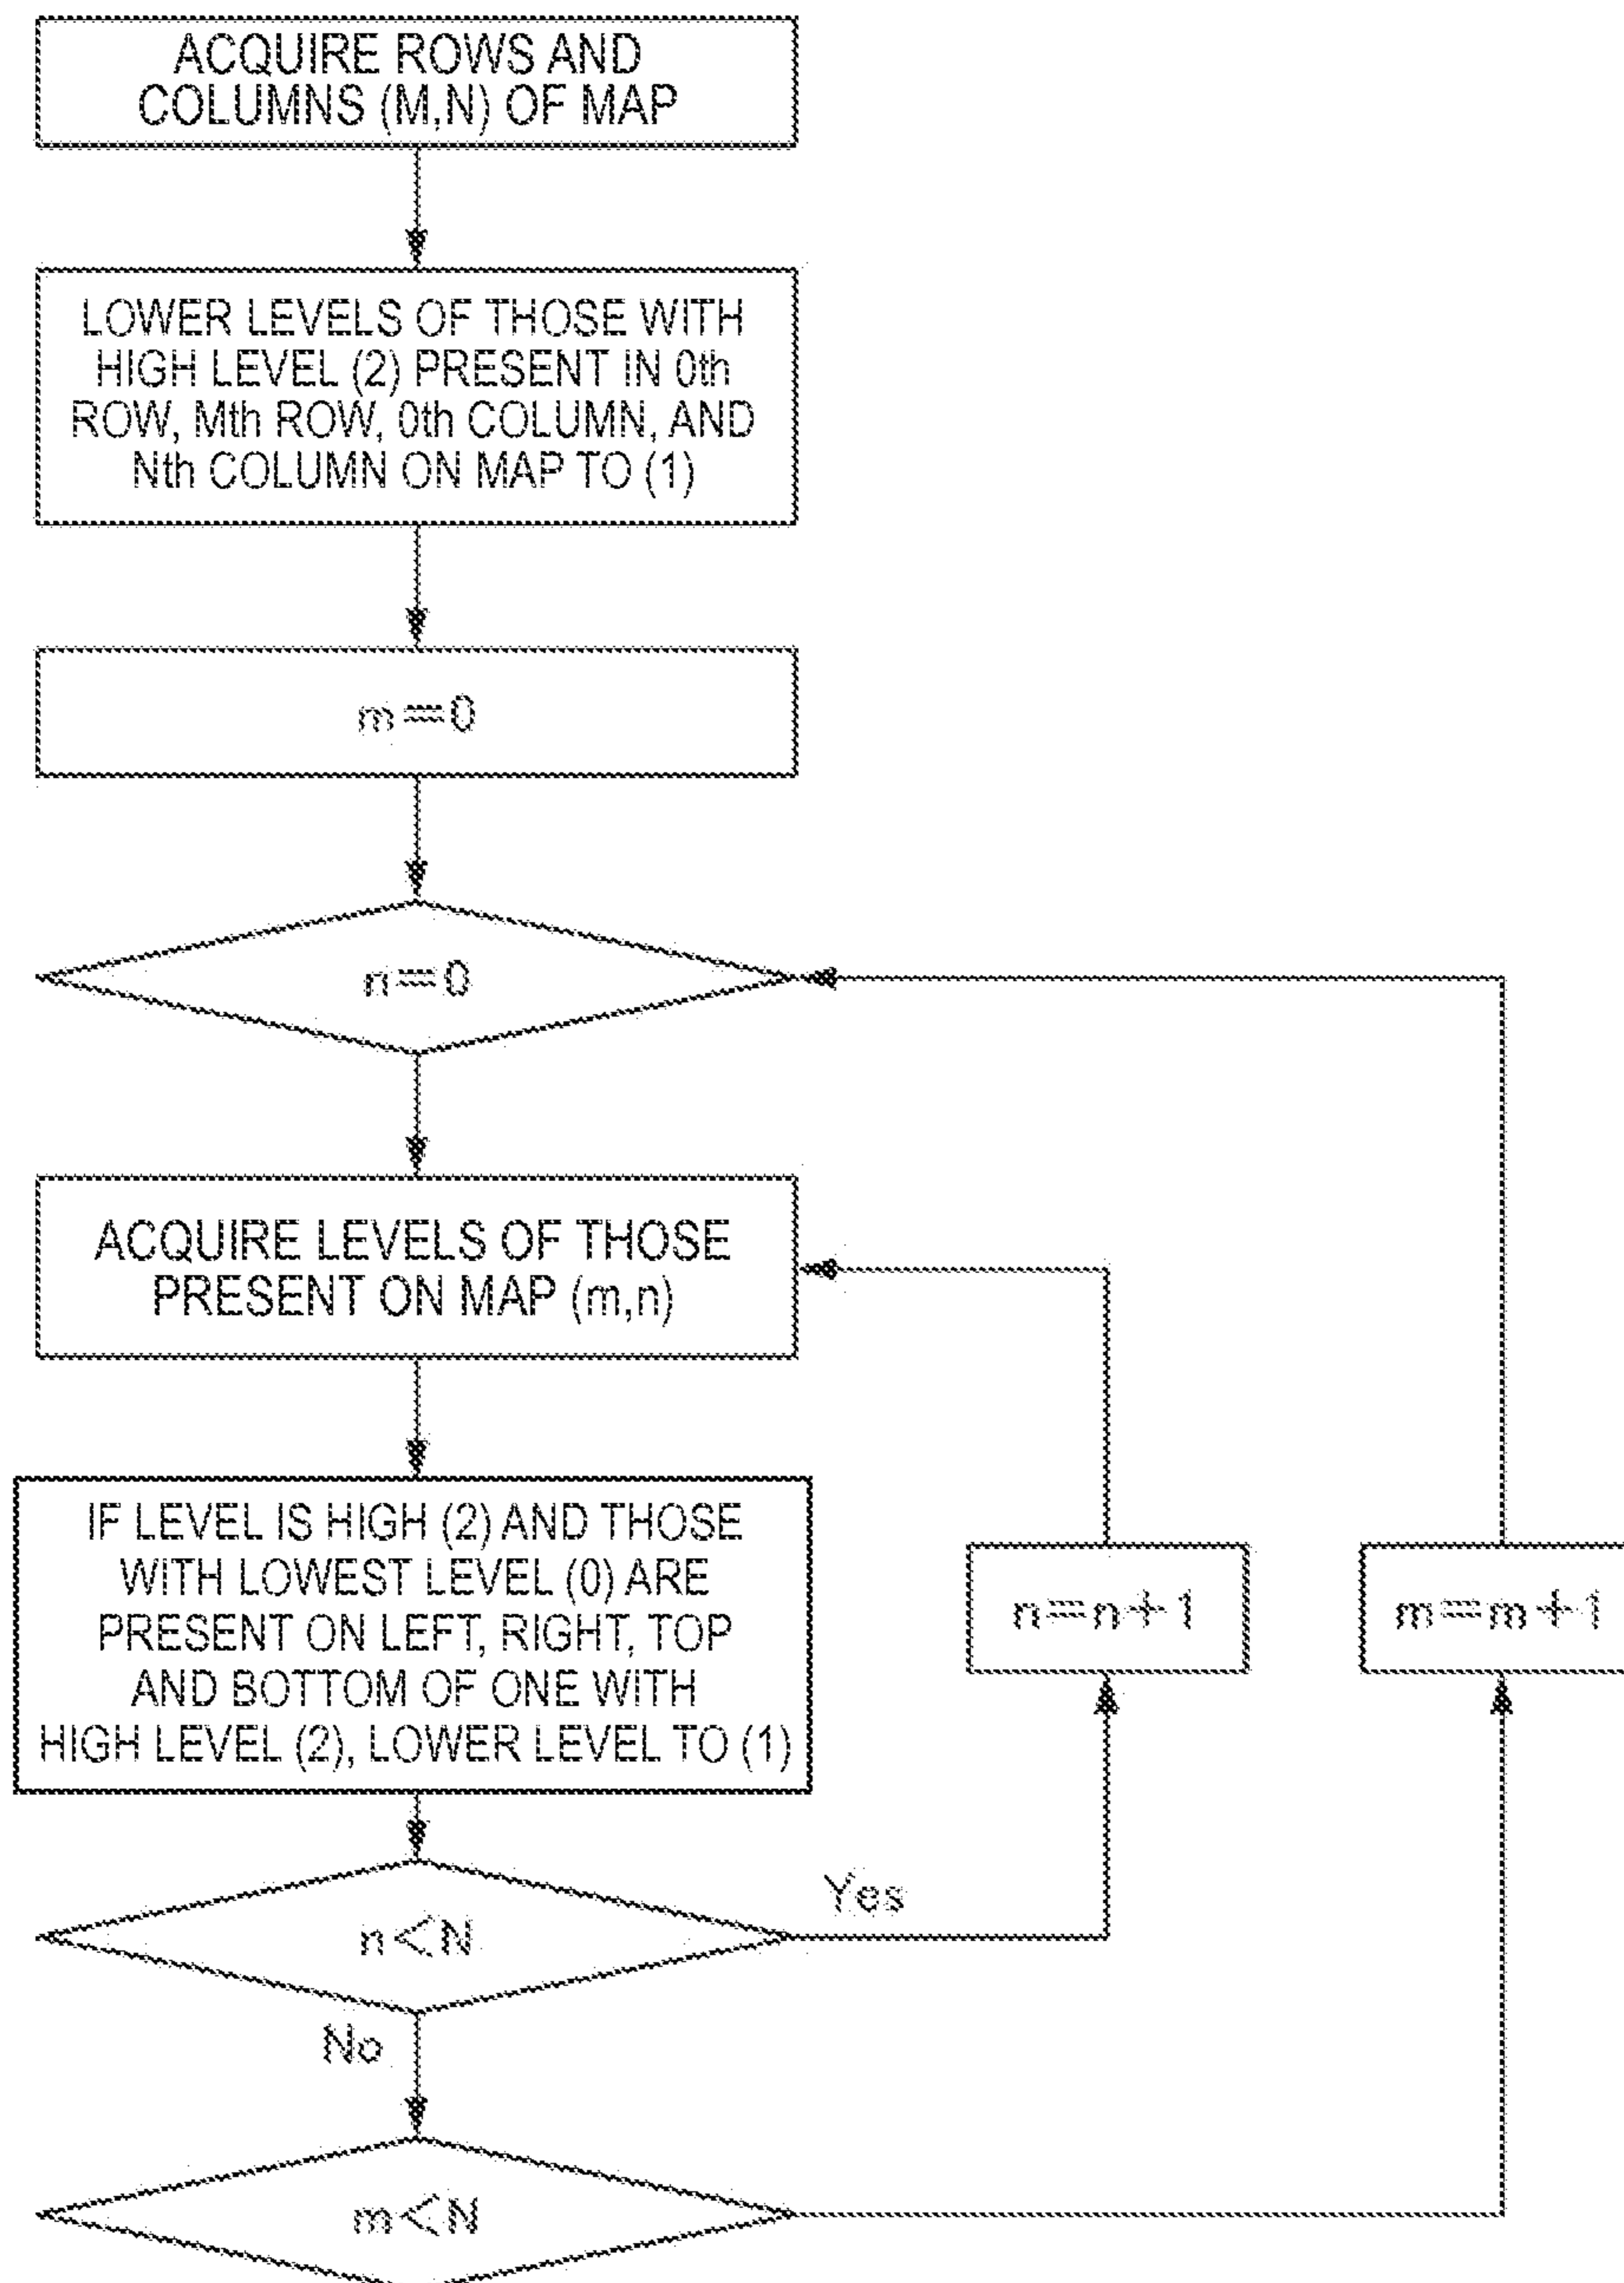 ACQUIRE ROWS AND
COLUMNS (M,N) OF MAP
LOWER LEVELS OF THOSE WITH
HIGH LEVEL (2) PRESENT IN 0th
ROW, Mth ROW, 0th COLUMN, AND
Nth COLUMN ON MAP TO (1)
m=0
n=0
ACQUIRE LEVELS OF THOSE
PRESENT ON MAP (m,n)
IF LEVEL IS HIGH (2) AND THOSE
WITH LOWEST LEVEL (0) ARE
PRESENT ON LEFT, RIGHT, TOP
AND BOTTOM OF ONE WITH
HIGH LEVEL (2), LOWER LEVEL TO (1)
n=n+1
m=m+1
n<N
Yes
No
m<N